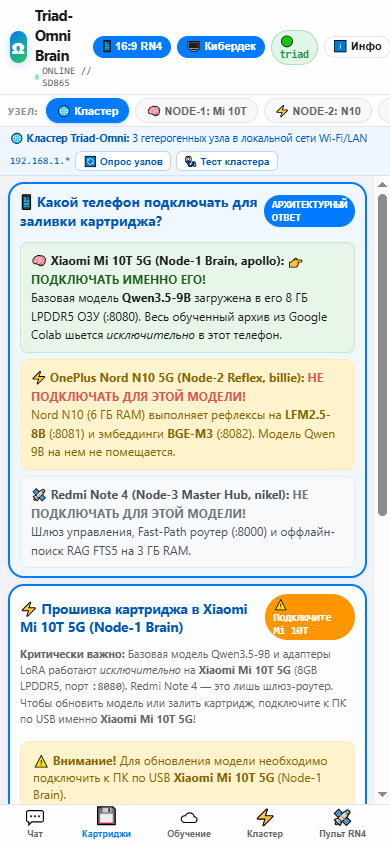 Triad-
Omni
Brain
ONLINE //
SD865
16:9 RN4
Кибердек
triad
Инфо
УЗЕЛ:
Кластер
NODE-1: Mi 10T
NODE-2: N10
Кластер Triad-Omni: 3 гетерогенных узла в локальной сети Wi-Fi/LAN
192.168.1.*
Опрос узлов
Тест кластера
Какой телефон подключать для
заливки картриджа?
АРХИТЕКТУРНЫЙ
ОТВЕТ
Xiaomi Mi 10T 5G (Node-1 Brain, apollo):
ПОДКЛЮЧАТЬ ИМЕННО ЕГО!
Базовая модель Qwen3.5-9B загружена в его 8 ГБ
LPDDR5 ОЗУ (:8080). Весь обученный архив из Google
Colab шьется исключительно в этот телефон.
OnePlus Nord N10 5G (Node-2 Reflex, billie): НЕ
ПОДКЛЮЧАТЬ ДЛЯ ЭТОЙ МОДЕЛИ!
Nord N10 (6 ГБ RAM) выполняет рефлексы на LFM2.5-
8B (:8081) и эмбеддинги BGE-M3 (:8082). Модель Qwen
9B на нем не помещается.
Redmi Note 4 (Node-3 Master Hub, nikel): НЕ
ПОДКЛЮЧАТЬ ДЛЯ ЭТОЙ МОДЕЛИ!
Шлюз управления, Fast-Path роутер (:8000) и оффлайн-
поиск RAG FTS5 на 3 ГБ RAM.
Прошивка картриджа в Xiaomi
Mi 10T 5G (Node-1 Brain)
Подключите
Mi 10T
Критически важно: Базовая модель Qwen3.5-9B и адаптеры
LoRA работают исключительно на Xiaomi Mi 10T 5G (8GB
LPDDR5, порт :8080). Redmi Note 4 — это лишь шлюз-роутер.
Чтобы обновить модель или залить картридж, подключите к ПК
по USB именно Xiaomi Mi 10T 5G!
Внимание! Для обновления модели необходимо
подключить к ПК по USB Xiaomi Mi 10T 5G (Node-1
Brain).
Чат
Картриджи
Обучение
Кластер
Пульт RN4